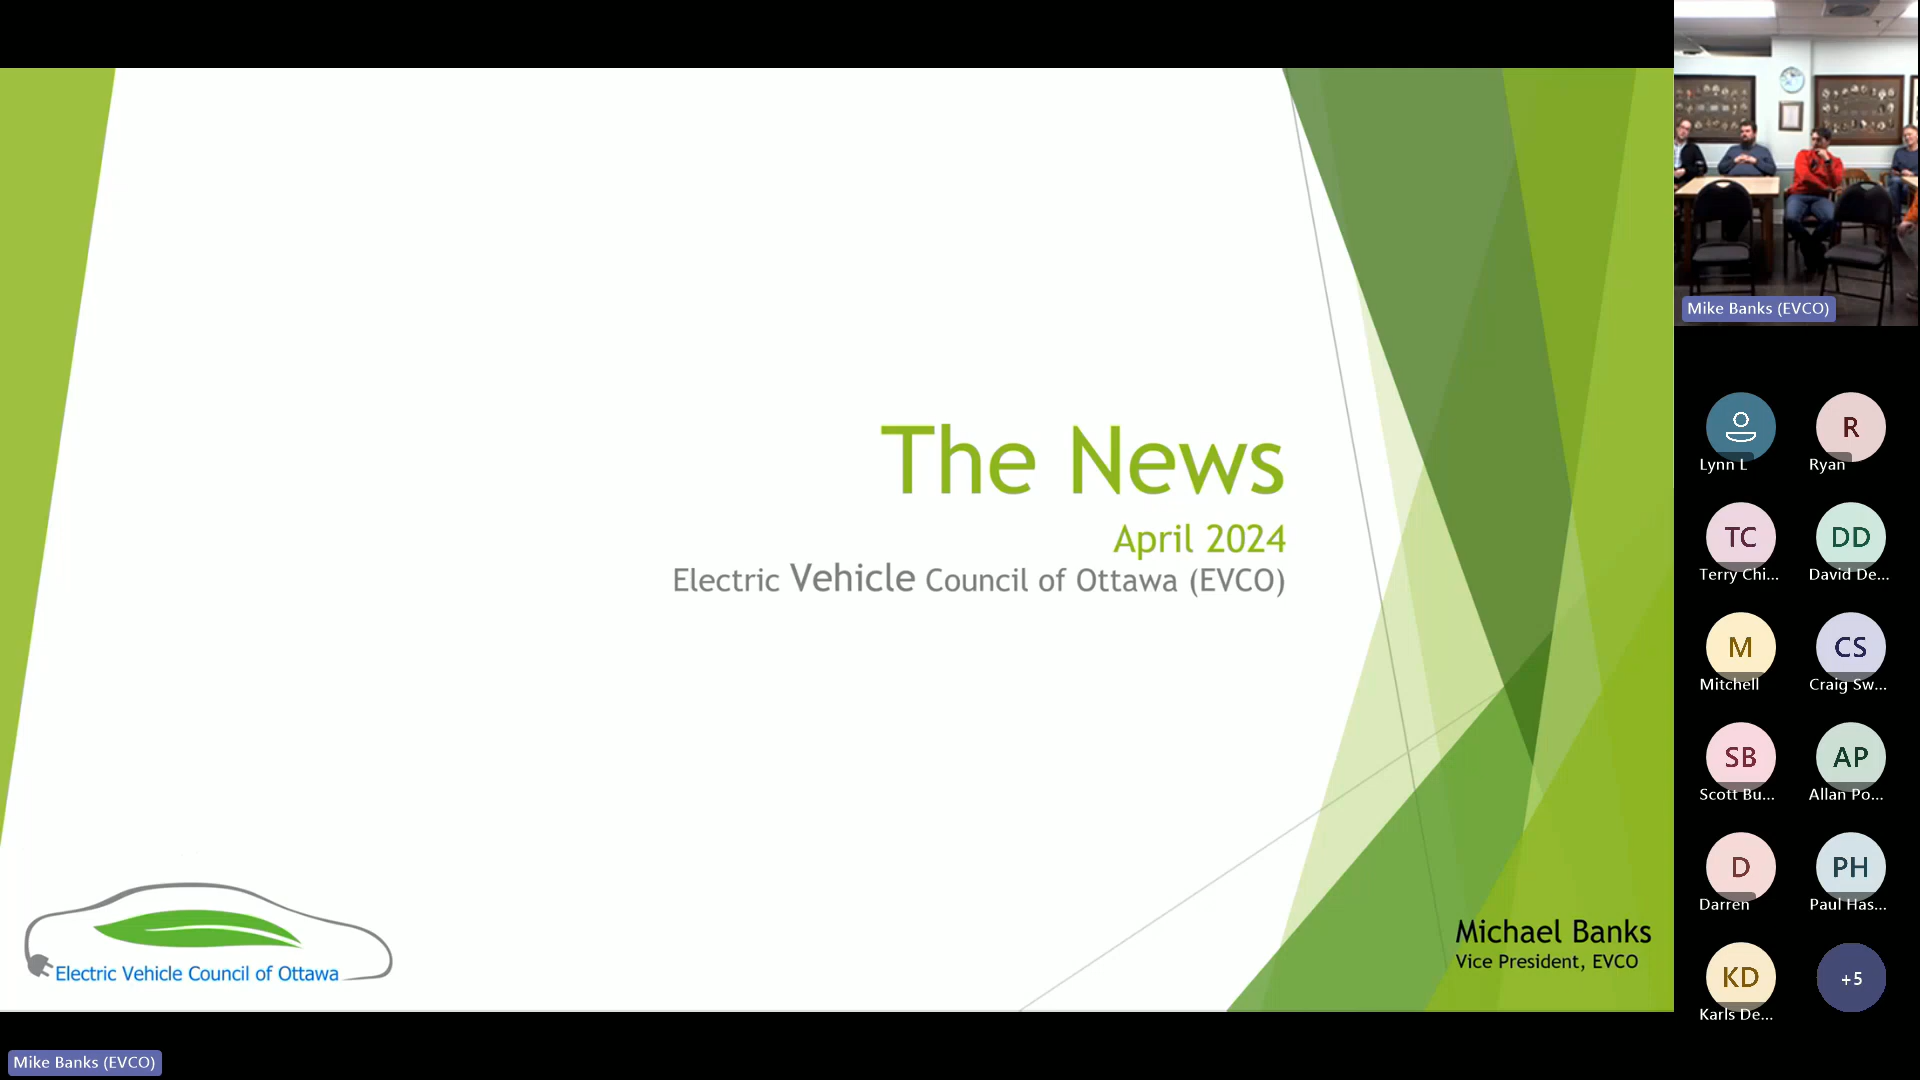 The News
April 2024
Electric Vehicle Council of Ottawa (EVCO)
Electric Vehicle Council of Ottawa
Michael Banks
Vice President, EVCO
Mike Banks (EVCO)
Mike Banks (EVCO)
Lynn L
R
Ryan
TC
Terry Chi...
DD
David De...
M
Mitchell
CS
Craig Sw...
SB
Scott Bu...
AP
Allan Po...
D
Darren
PH
Paul Has...
KD
Karls De...
+5